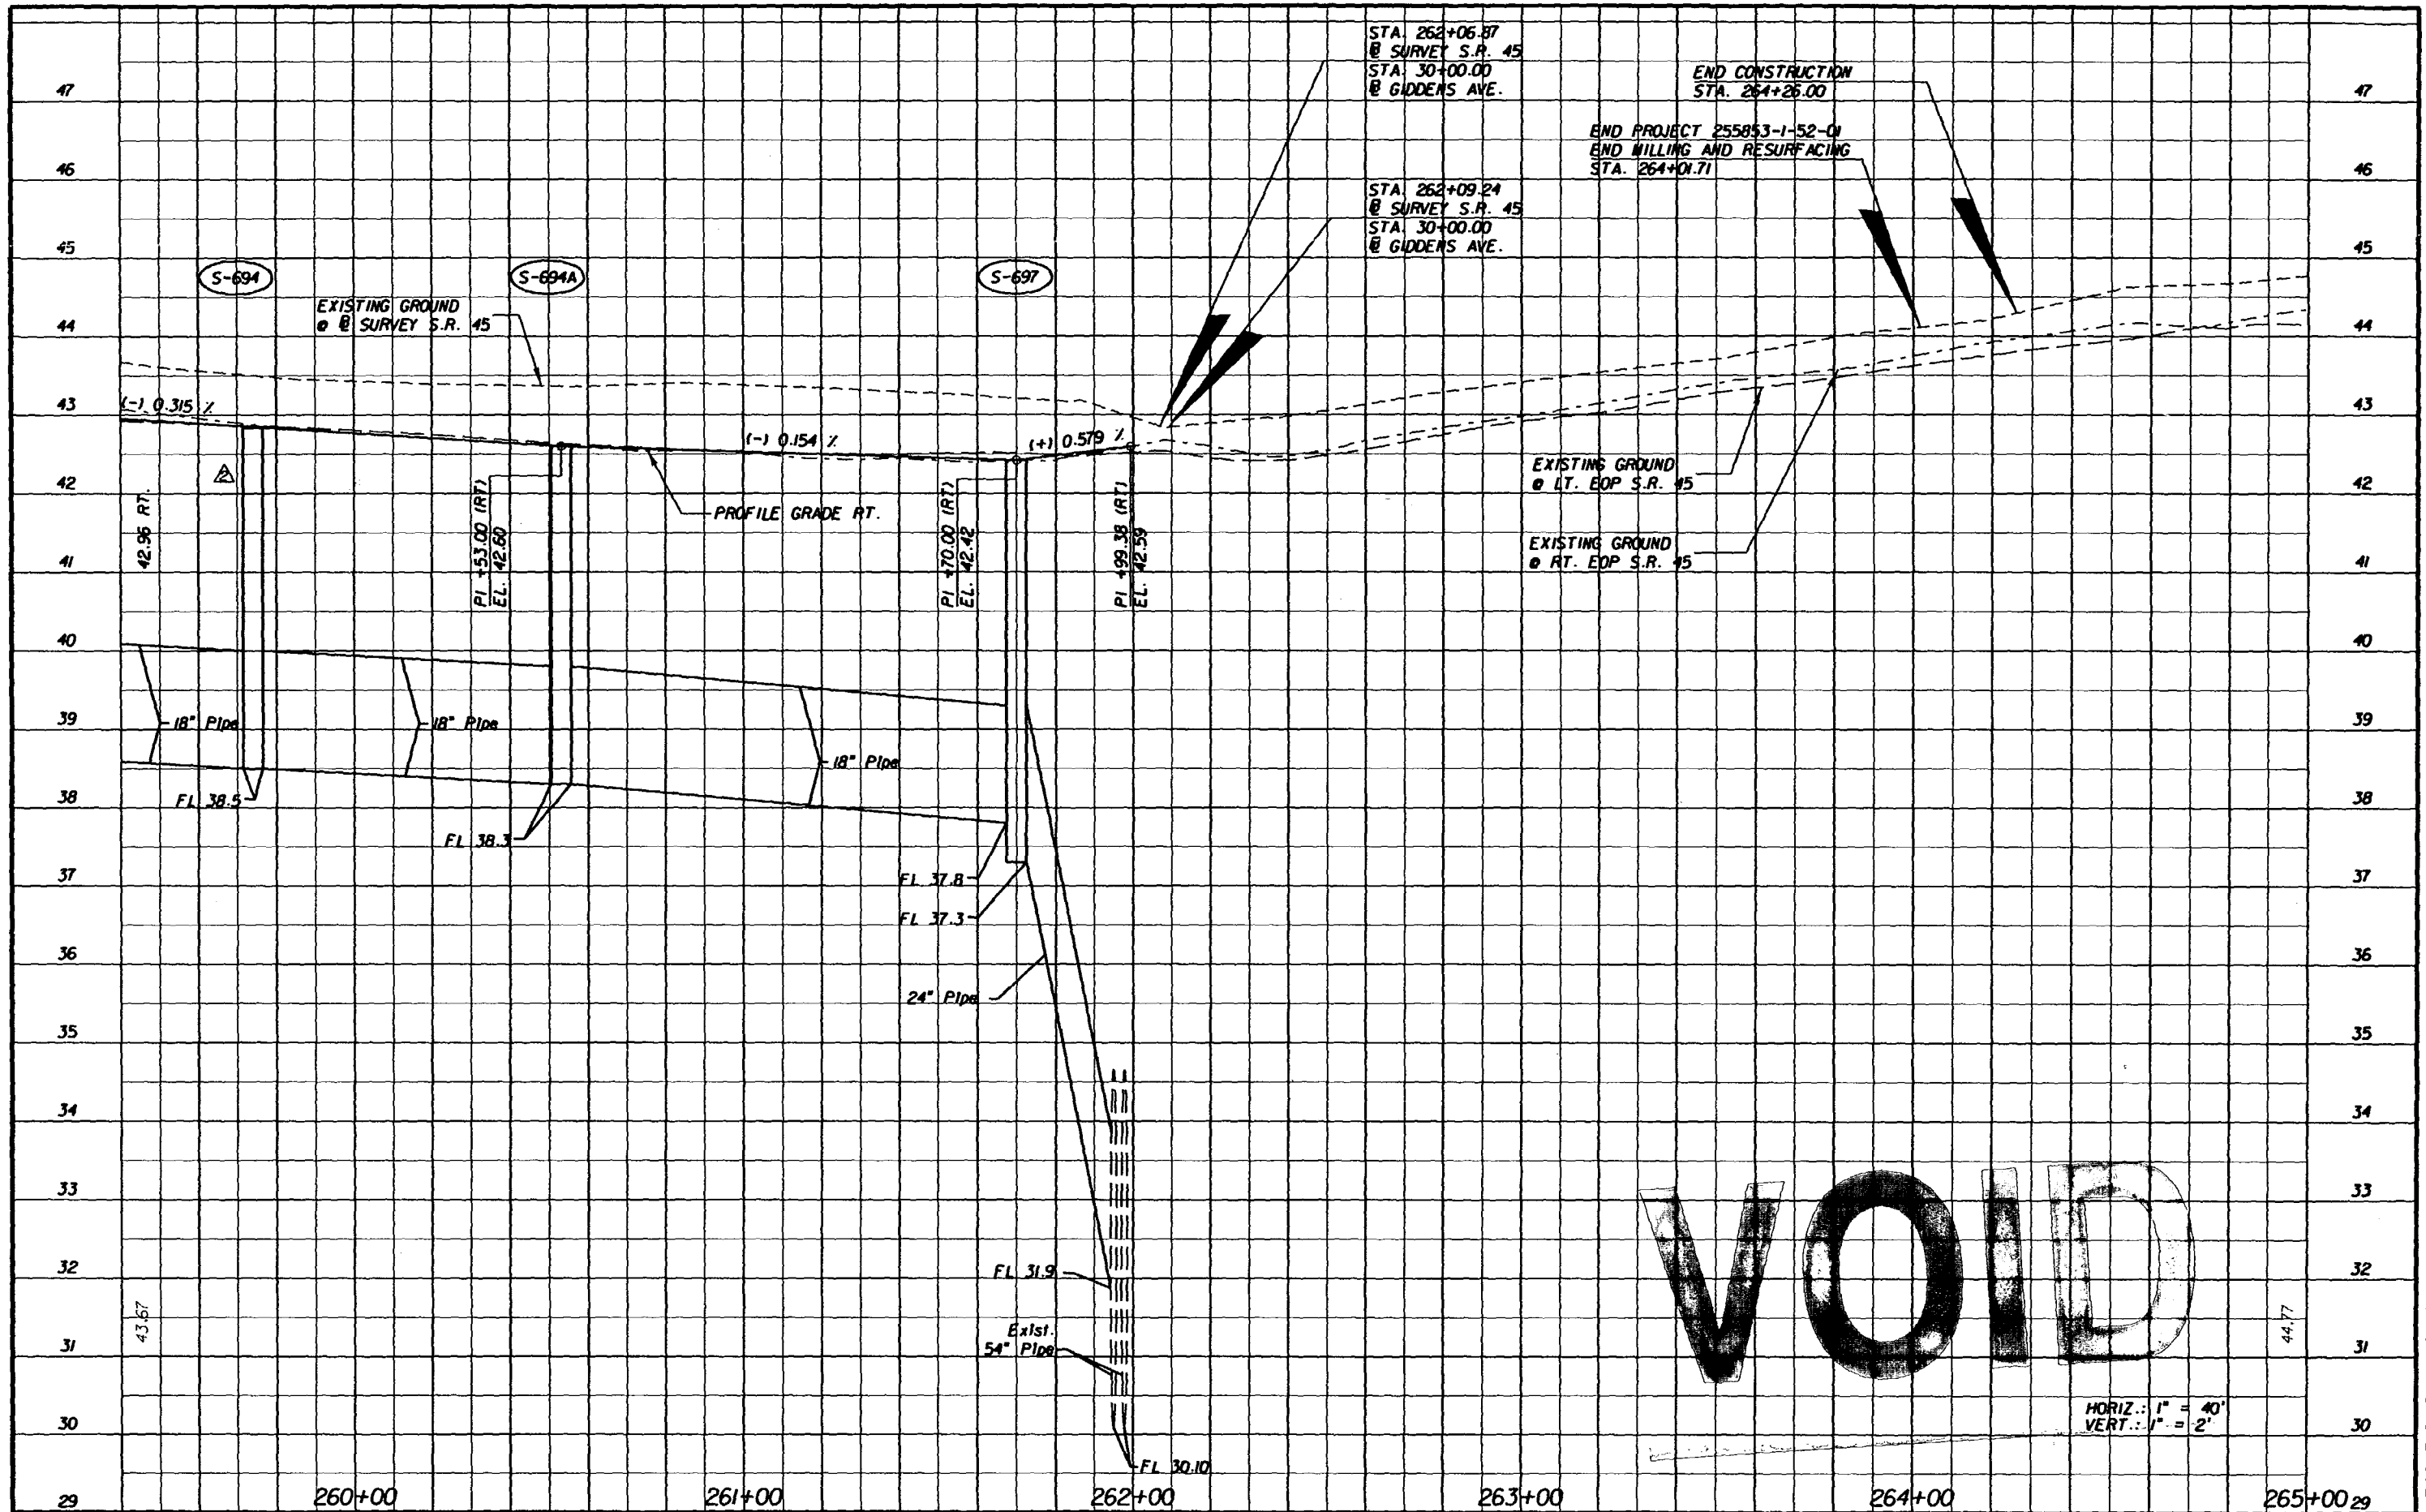 STA. 262+06.87
℄ SURVEY S.R. 45
STA. 30+00.00
℄ GIDDENS AVE.
END CONSTRUCTION
STA. 264+26.00
END PROJECT 255853-1-52-01
END MILLING AND RESURFACING
STA. 264+01.71
STA. 262+09.24
℄ SURVEY S.R. 45
STA. 30+00.00
℄ GIDDENS AVE.
47 47
46 46
45 45
S-694 S-694A S-697
EXISTING GROUND
@ ℄ SURVEY S.R. 45
44 44
43 43
(-) 0.315 %
(-) 0.154 %
(+) 0.579 %
2
42 42
42.96 RT.
PI +53.00 (RT)
EL. 42.60
PROFILE GRADE RT.
PI +70.00 (RT)
EL. 42.42
PI +99.38 (RT)
EL. 42.59
EXISTING GROUND
@ LT. EOP S.R. 45
EXISTING GROUND
@ RT. EOP S.R. 45
41 41
40 40
39 39
18" Pipe
18" Pipe
18" Pipe
38 38
FL 38.5
FL 38.3
37 37
FL 37.8
FL 37.3
36 36
24" Pipe
35 35
34 34
33 33
32 32
FL 31.9
VOID
43.67
44.77
Exist.
54" Pipe
31 31
HORIZ.: 1" = 40'
VERT.: 1" = 2'
30 30
FL 30.10
29 260+00 261+00 262+00 263+00 264+00 265+00 29